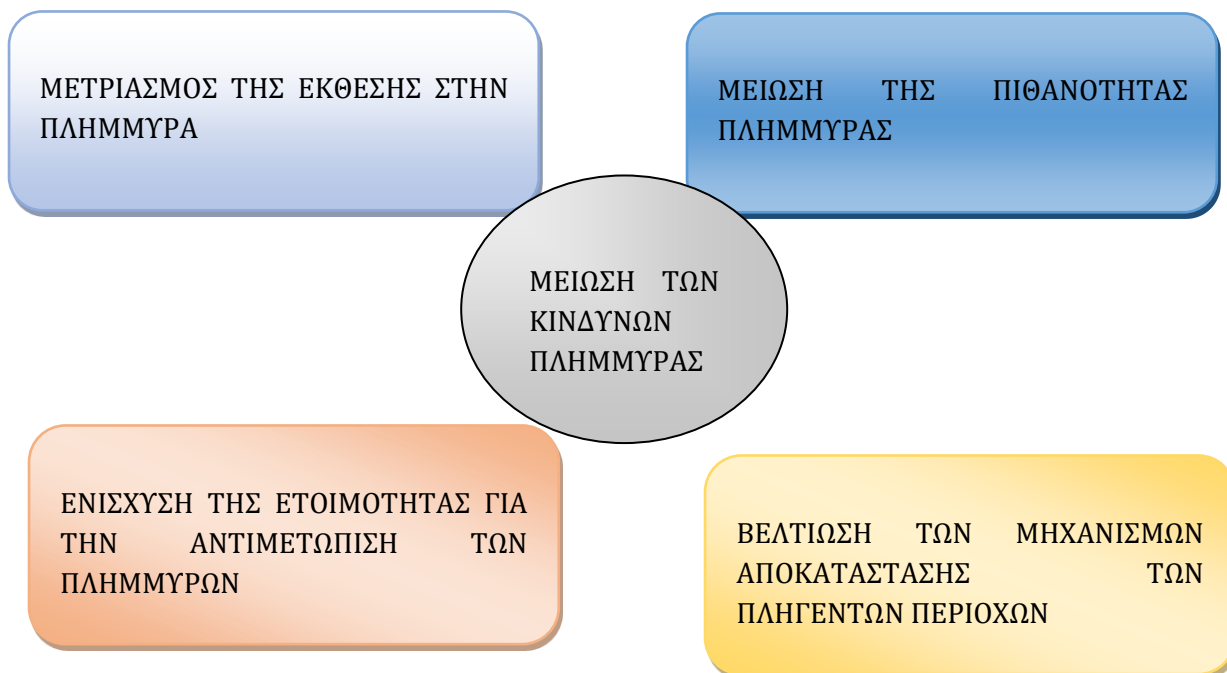 ΜΕΤΡΙΑΣΜΟΣ ΤΗΣ ΕΚΘΕΣΗΣ ΣΤΗΝ
ΠΛΗΜΜΥΡΑ
ΜΕΙΩΣΗ ΤΗΣ ΠΙΘΑΝΟΤΗΤΑΣ
ΠΛΗΜΜΥΡΑΣ
ΜΕΙΩΣΗ ΤΩΝ
ΚΙΝΔΥΝΩΝ
ΠΛΗΜΜΥΡΑΣ
ΕΝΙΣΧΥΣΗ ΤΗΣ ΕΤΟΙΜΟΤΗΤΑΣ ΓΙΑ
ΤΗΝ ΑΝΤΙΜΕΤΩΠΙΣΗ ΤΩΝ
ΠΛΗΜΜΥΡΩΝ
ΒΕΛΤΙΩΣΗ ΤΩΝ ΜΗΧΑΝΙΣΜΩΝ
ΑΠΟΚΑΤΑΣΤΑΣΗΣ ΤΩΝ
ΠΛΗΓΕΝΤΩΝ ΠΕΡΙΟΧΩΝ